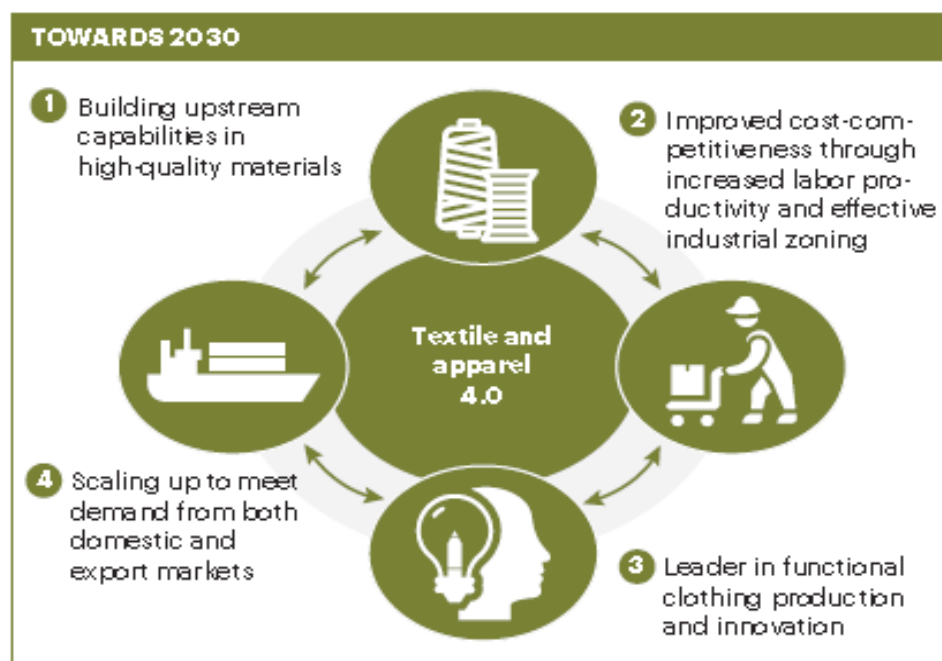 TOWARDS 2030
1 Building upstream
capabilities in
high-quality materials
2 Improved cost-com-
petitiveness through
increased labor pro-
ductivity and effective
industrial zoning
Textile and
apparel
4.0
3 Leader in functional
clothing production
and innovation
4 Scaling up to meet
demand from both
domestic and
export markets